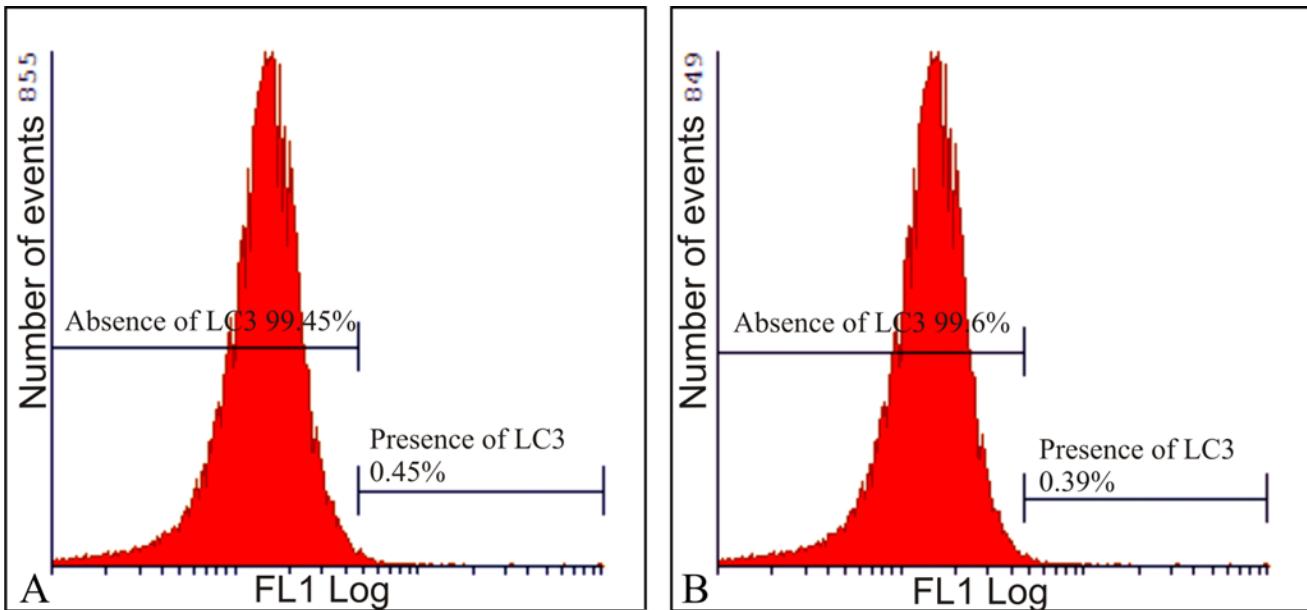 Number of events 855
Absence of LC3 99.45%
Presence of LC3
0.45%
A
FL1 Log
Number of events 849
Absence of LC3 99.6%
Presence of LC3
0.39%
B
FL1 Log